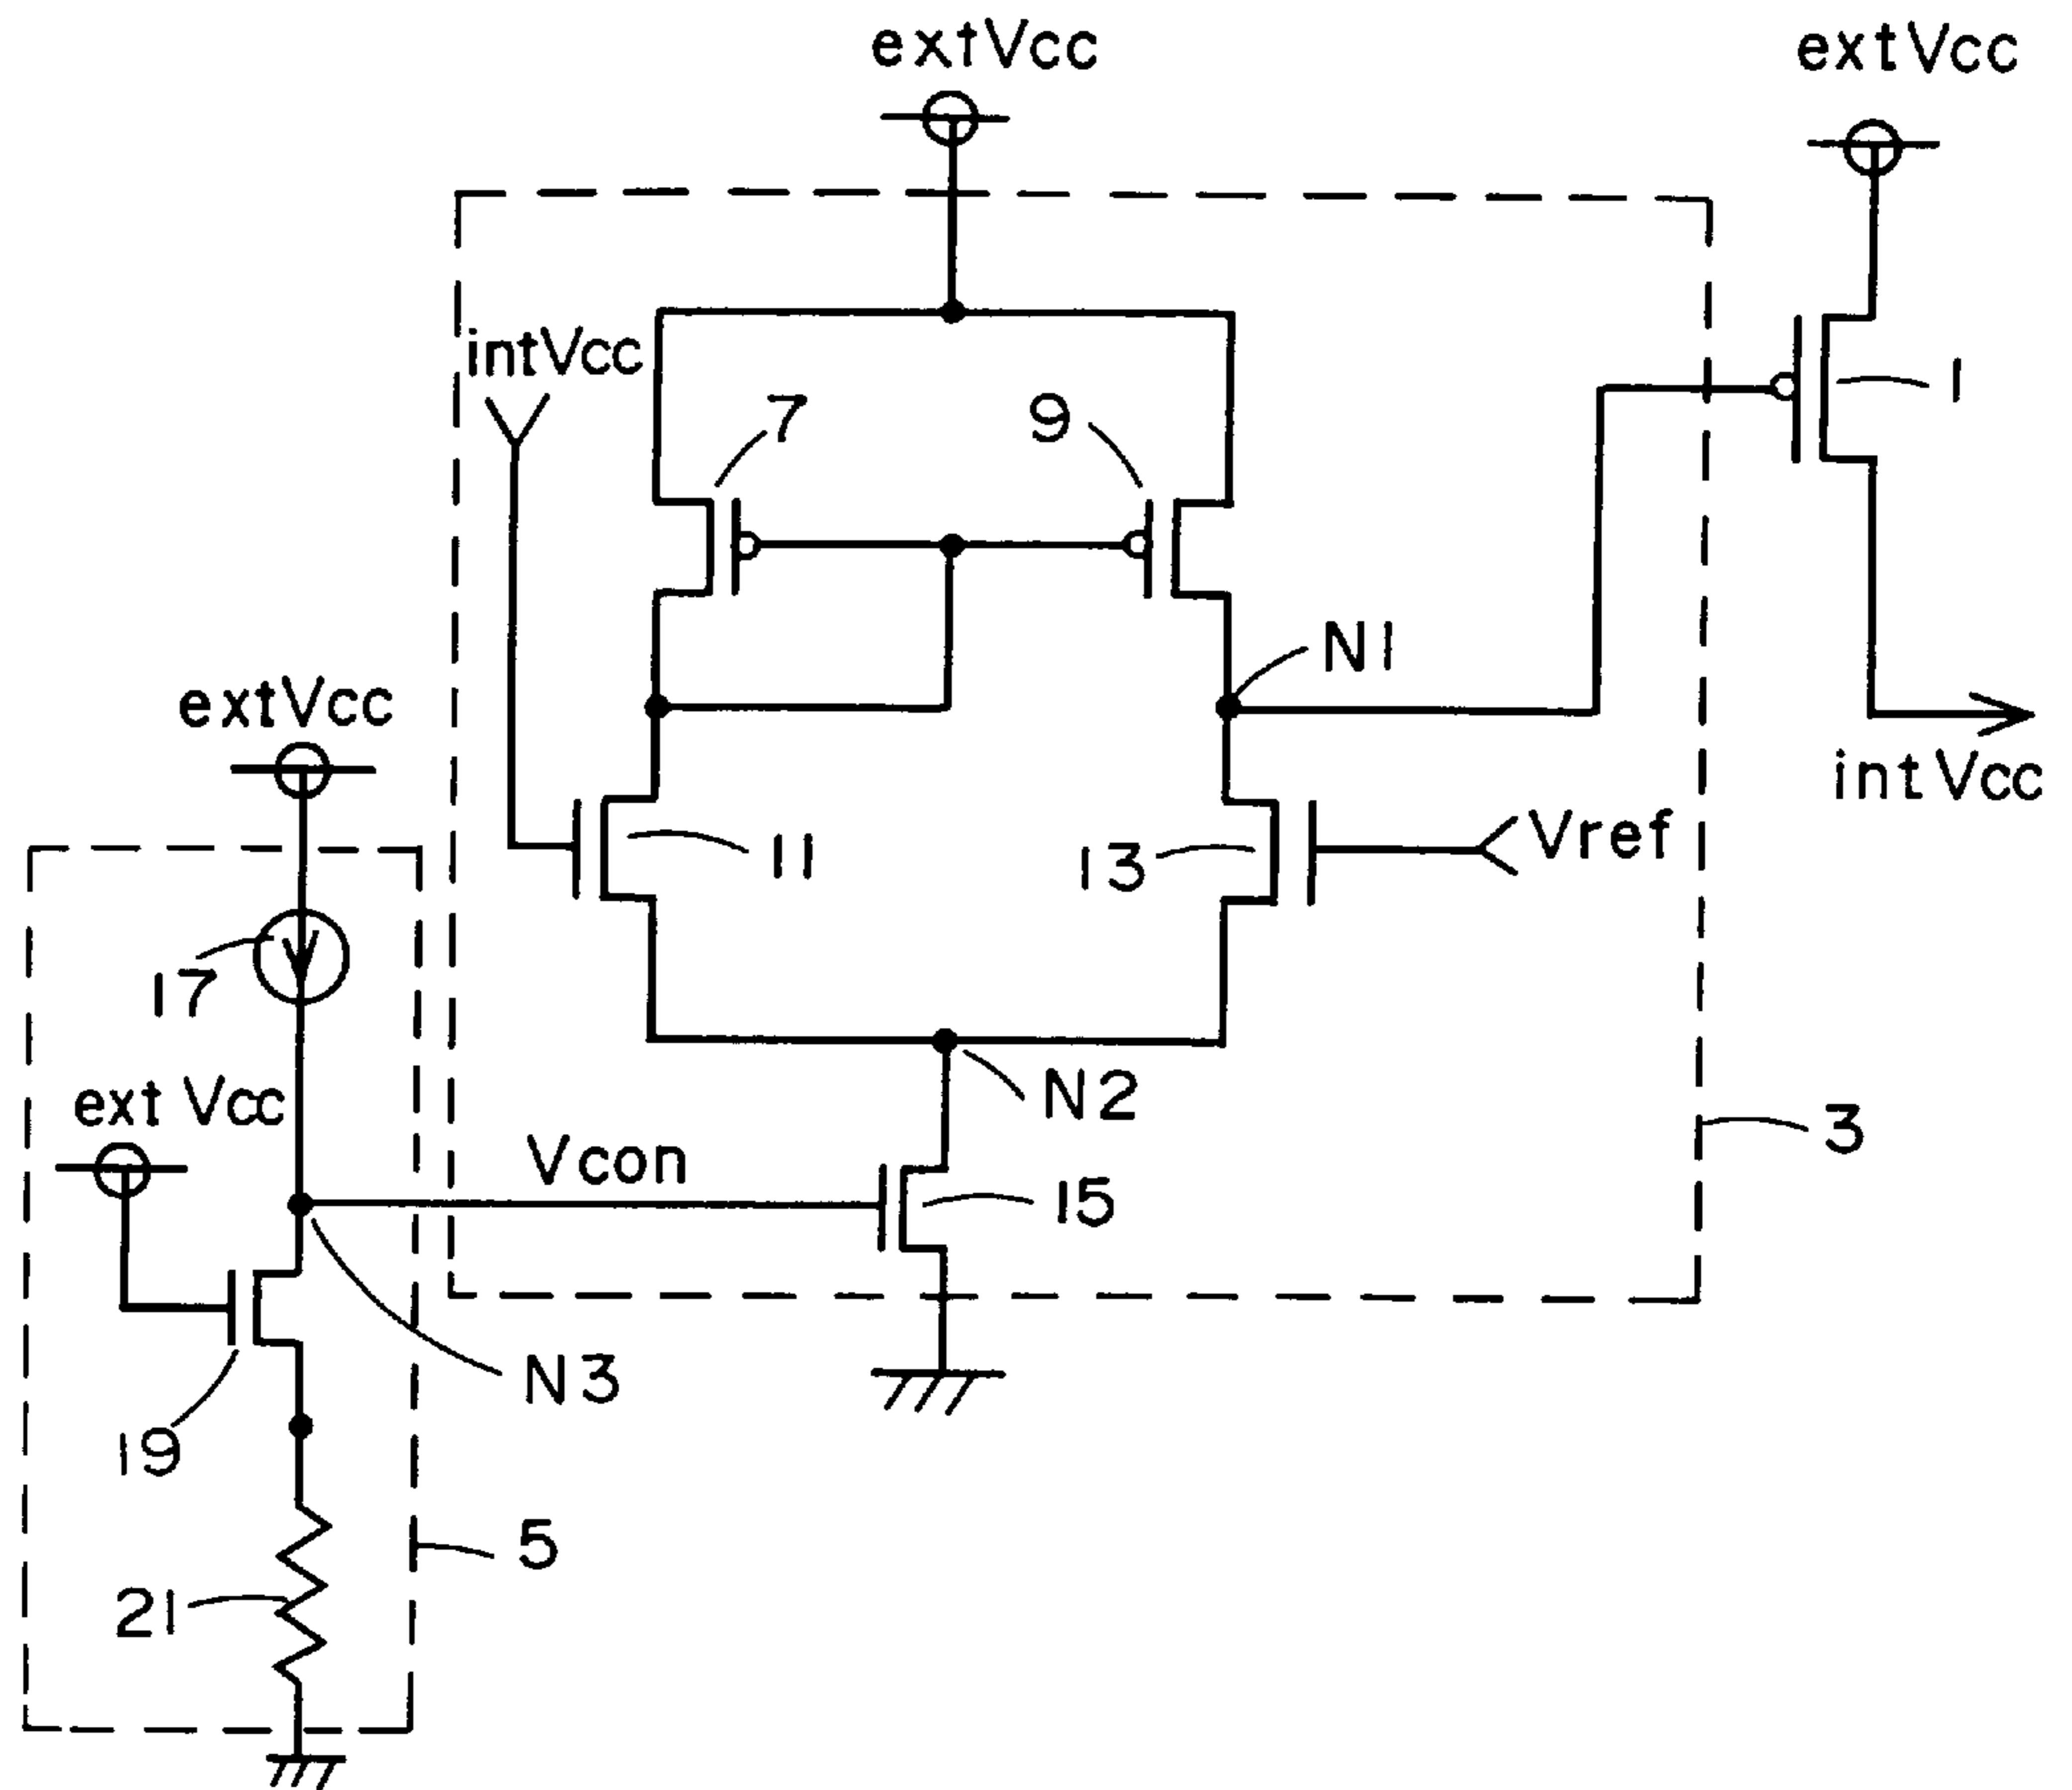 extVcc
extVcc
intVcc
7
9
1
N1
extVcc
intVcc
11
13
Vref
17
ext Vcc
N2
Vcon
15
3
N3
19
5
21